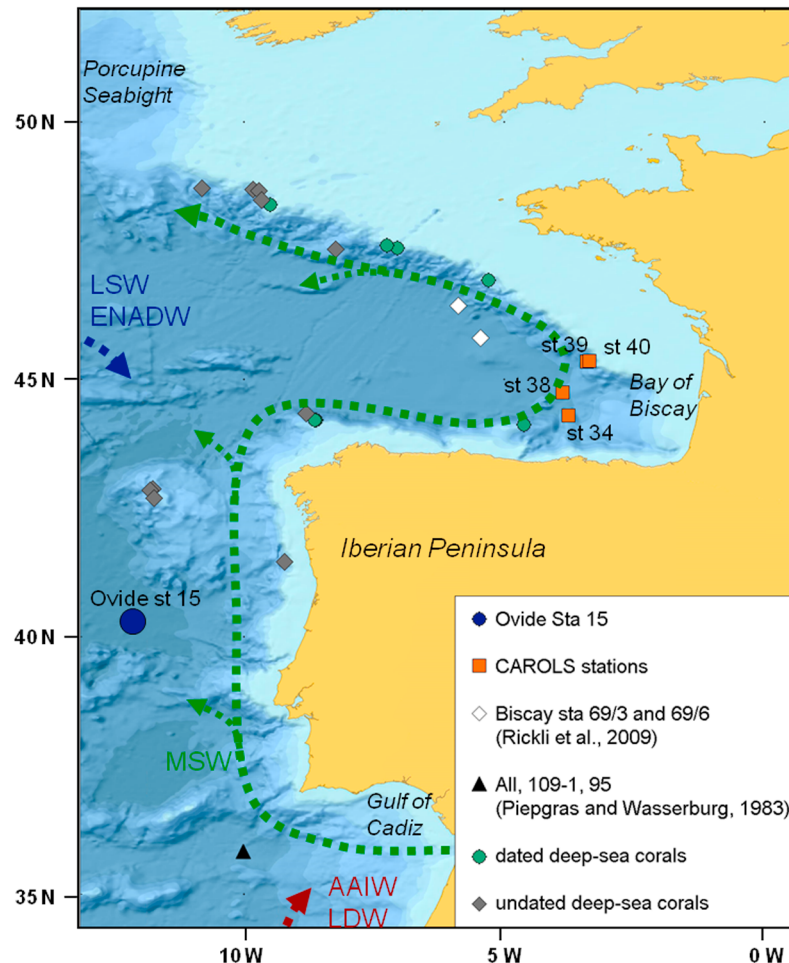 Porcupine
Seabight
50 N
LSW
ENADW
st 39
st 40
45 N
st 38
Bay of
Biscay
st 34
Iberian Peninsula
Ovide st 15
40 N
MSW
Gulf of
Cadiz
AAIW
LDW
35 N
10 W
5 W
0 W
Ovide Sta 15
CAROLS stations
Biscay sta 69/3 and 69/6
(Rickli et al., 2009)
All, 109-1, 95
(Piepgras and Wasserburg, 1983)
dated deep-sea corals
undated deep-sea corals